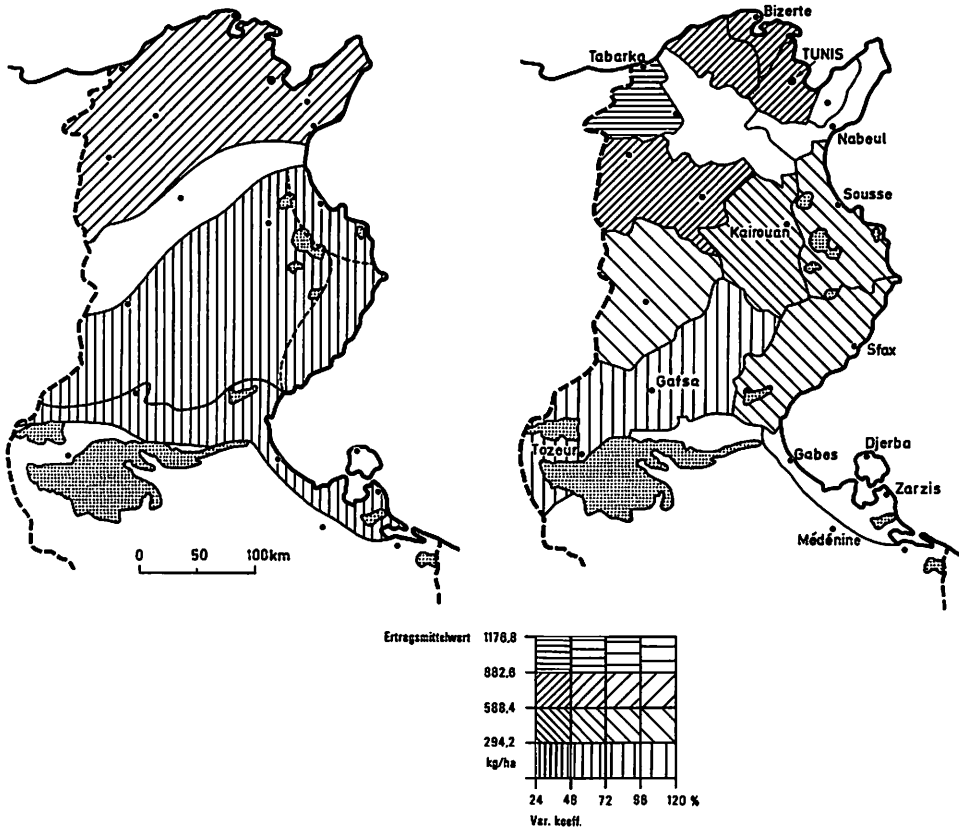 Bizerte
Tabarka
TUNIS
Nabeul
Sousse
Kairouan
Sfax
Gafsa
Tozeur
Gabes
Djerba
Zarzis
Médénine
0 50 100km
Ertragsmittelwert 1176,8
882,6
588,4
294,2
kg/ha
24 48 72 96 120 %
Var. koeff.